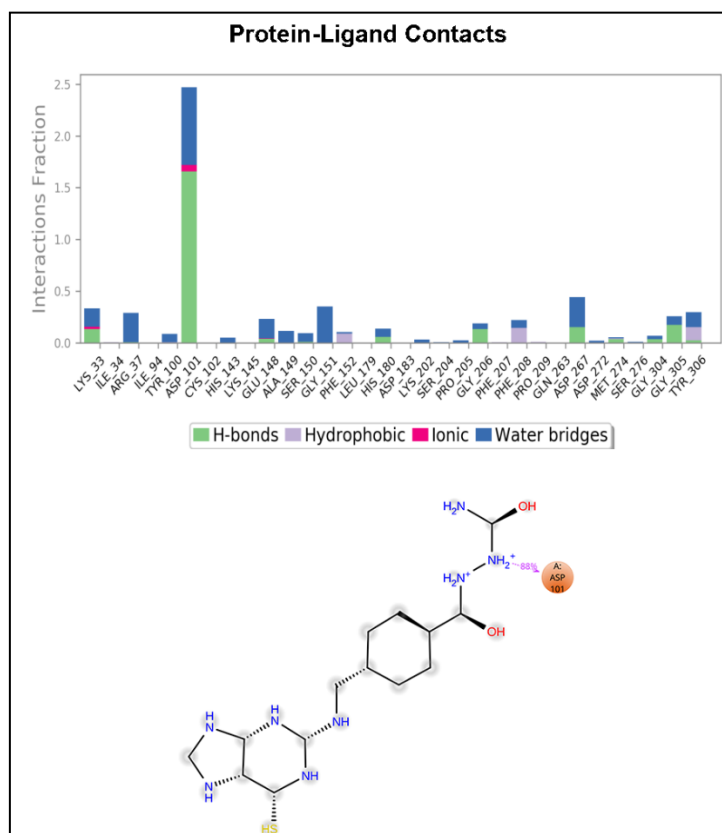 Protein-Ligand Contacts
2.5
2.0
1.5
1.0
0.5
0.0
Interactions Fraction
LYS_33
ILE_34
ARG_37
ILE_94
TYR_100
ASP_101
CYS_102
HIS_143
LYS_145
GLU_148
ALA_149
SER_150
GLY_151
PHE_152
LEU_179
HIS_180
ASP_183
LYS_202
SER_204
PRO_205
GLY_206
PHE_207
PHE_208
PRO_209
GLN_263
ASP_267
ASP_272
MET_274
SER_276
GLY_304
GLY_305
TYR_306
H-bonds Hydrophobic Ionic Water bridges
H₂N OH
NH₂⁺ 88% A: ASP 101
H₂N⁺
OH
H N
H N
NH
NH
N H
HS